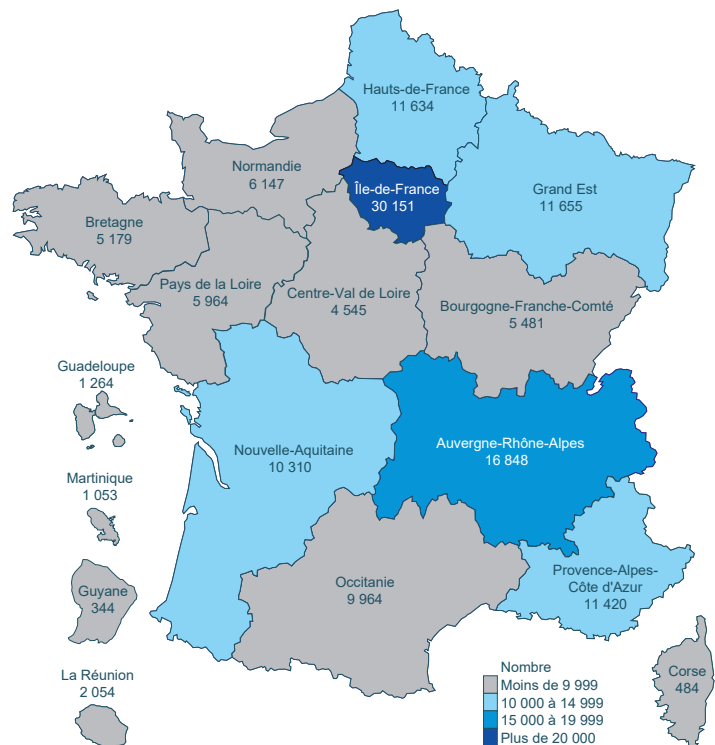 Hauts-de-France
11 634
Normandie
6 147
Île-de-France
30 151
Grand Est
11 655
Bretagne
5 179
Pays de la Loire
5 964
Centre-Val de Loire
4 545
Bourgogne-Franche-Comté
5 481
Guadeloupe
1 264
Nouvelle-Aquitaine
10 310
Auvergne-Rhône-Alpes
16 848
Martinique
1 053
Guyane
344
Occitanie
9 964
Provence-Alpes-
Côte d'Azur
11 420
La Réunion
2 054
Corse
484
Nombre
Moins de 9 999
10 000 à 14 999
15 000 à 19 999
Plus de 20 000